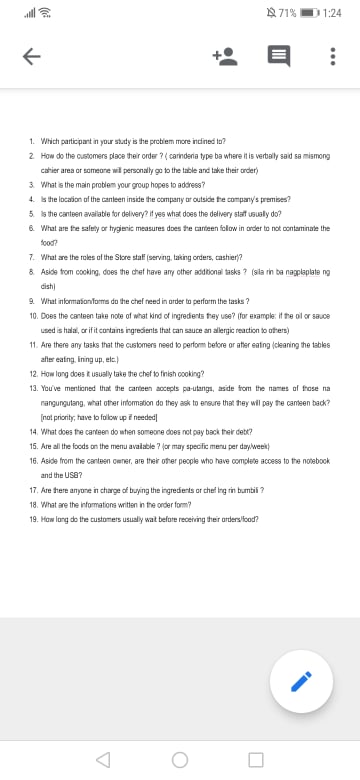 71% 1:24
1. Which participant in your study is the problem more inclined to?
2. How do the customers place their order ? ( carinderia type ba where it is verbally said sa mismong
cahier area or someone will personally go to the table and take their order)
3. What is the main problem your group hopes to address?
4. Is the location of the canteen inside the company or outside the company's premises?
5. Is the canteen available for delivery? if yes what does the delivery staff usually do?
6. What are the safety or hygienic measures does the canteen follow in order to not contaminate the
food?
7. What are the roles of the Store staff (serving, taking orders, cashier)?
8. Aside from cooking, does the chef have any other additional tasks ? (sila rin ba nagplaplate ng
dish)
9. What information/forms do the chef need in order to perform the tasks ?
10. Does the canteen take note of what kind of ingredients they use? (for example: if the oil or sauce
used is halal, or if it contains ingredients that can sauce an allergic reaction to others)
11. Are there any tasks that the customers need to perform before or after eating (cleaning the tables
after eating, lining up, etc.)
12. How long does it usually take the chef to finish cooking?
13. You've mentioned that the canteen accepts pa-utangs, aside from the names of those na
nangungutang, what other information do they ask to ensure that they will pay the canteen back?
[not priority; have to follow up if needed]
14. What does the canteen do when someone does not pay back their debt?
15. Are all the foods on the menu available ? (or may specific menu per day/week)
16. Aside from the canteen owner, are their other people who have complete access to the notebook
and the USB?
17. Are there anyone in charge of buying the ingredients or chef lng rin bumbili ?
18. What are the informations written in the order form?
19. How long do the customers usually wait before receiving their orders/food?